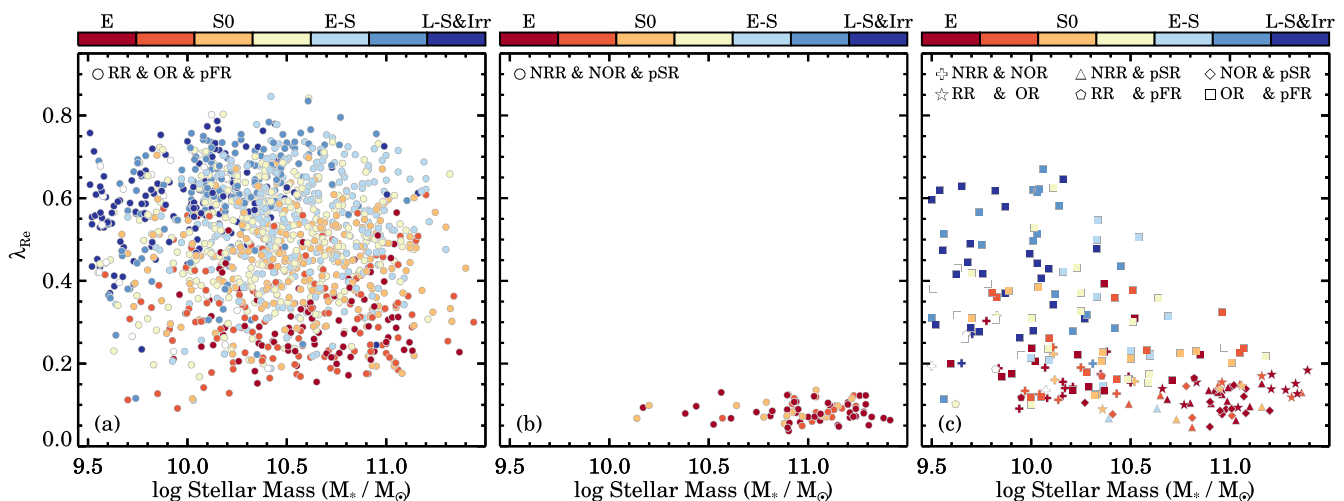 E S0 E-S L-S&Irr
RR & OR & pFR
0.8
0.6
0.4
0.2
0.0
λRe
(a)
9.5 10.0 10.5 11.0
log Stellar Mass (M* / M⊙)
E S0 E-S L-S&Irr
NRR & NOR & pSR
(b)
9.5 10.0 10.5 11.0
log Stellar Mass (M* / M⊙)
E S0 E-S L-S&Irr
NRR & NOR NRR & pSR NOR & pSR
RR & OR RR & pFR OR & pFR
(c)
9.5 10.0 10.5 11.0
log Stellar Mass (M* / M⊙)